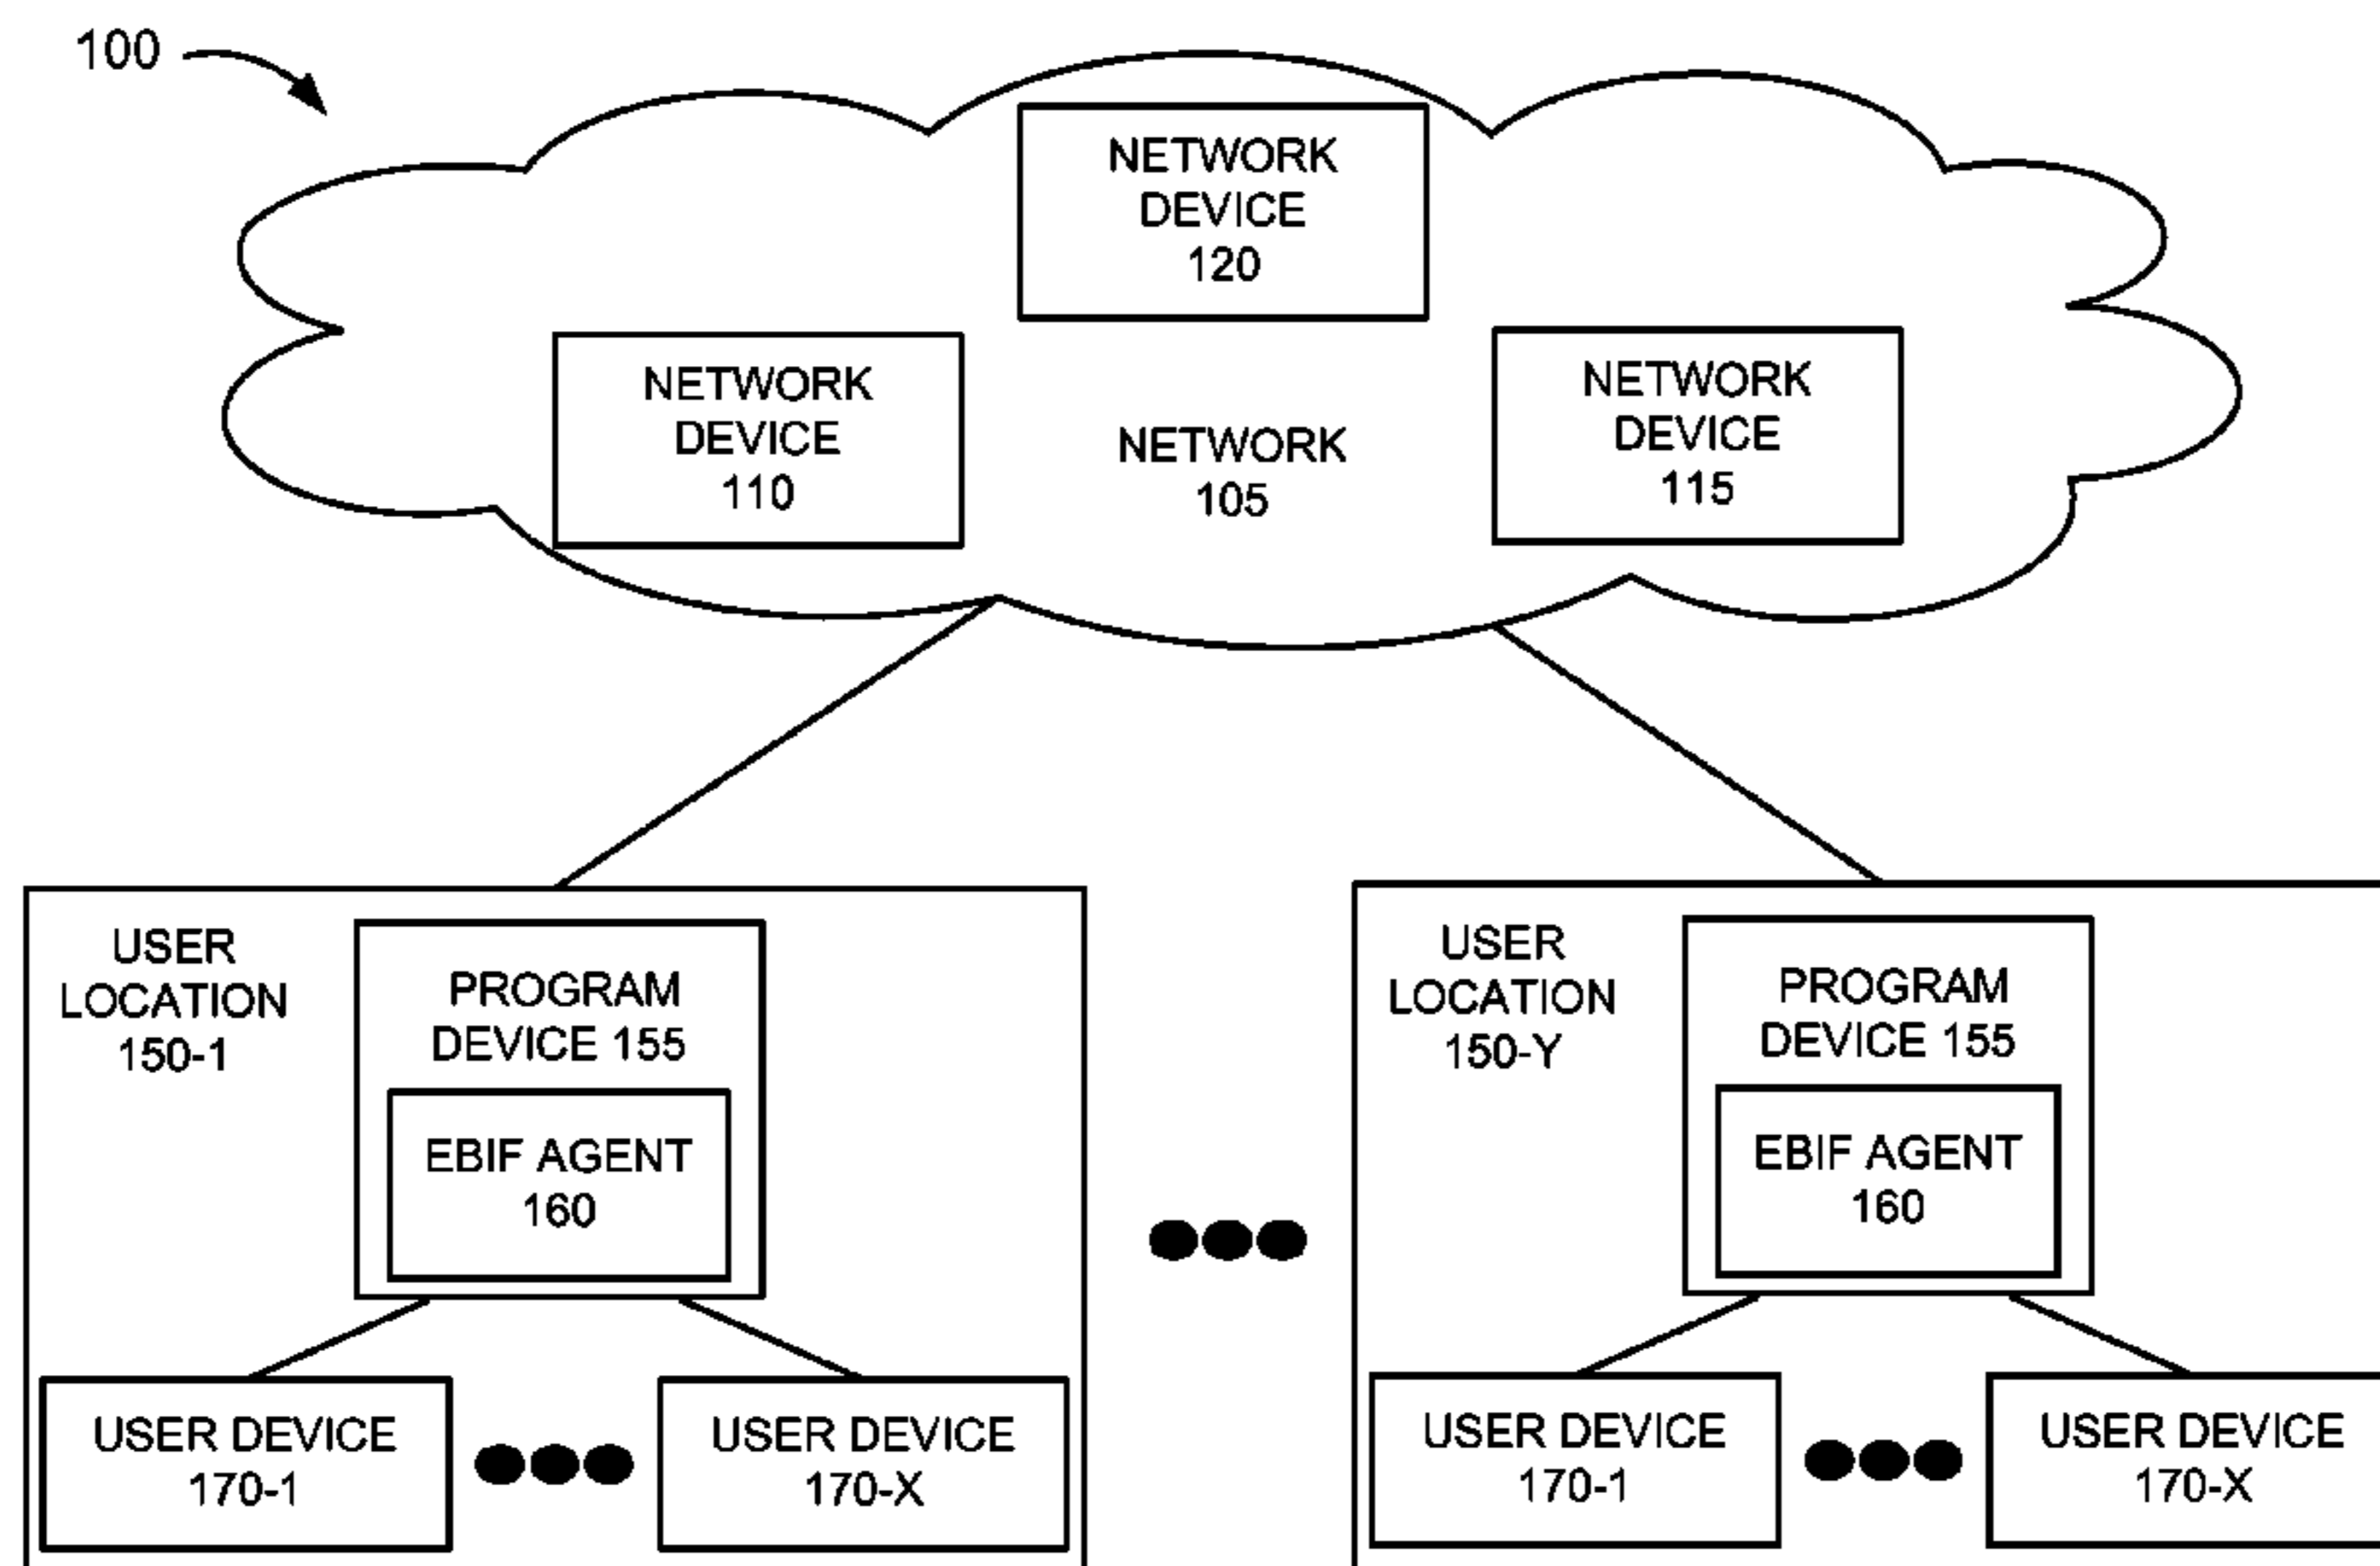 100
NETWORK
DEVICE
120
NETWORK
DEVICE
110
NETWORK
105
NETWORK
DEVICE
115
USER
LOCATION
150-1
PROGRAM
DEVICE 155
EBIF AGENT
160
USER DEVICE
170-1
USER DEVICE
170-X
USER
LOCATION
150-Y
PROGRAM
DEVICE 155
EBIF AGENT
160
USER DEVICE
170-1
USER DEVICE
170-X